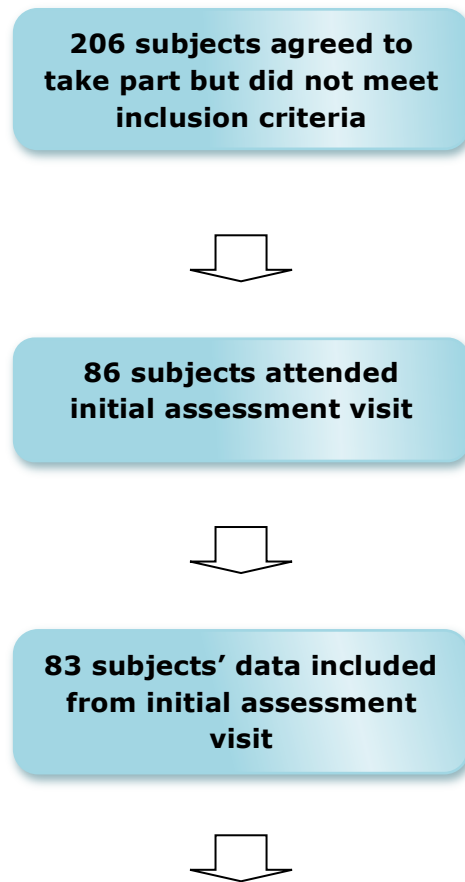 206 subjects agreed to
take part but did not meet
inclusion criteria
86 subjects attended
initial assessment visit
83 subjects’ data included
from initial assessment
visit